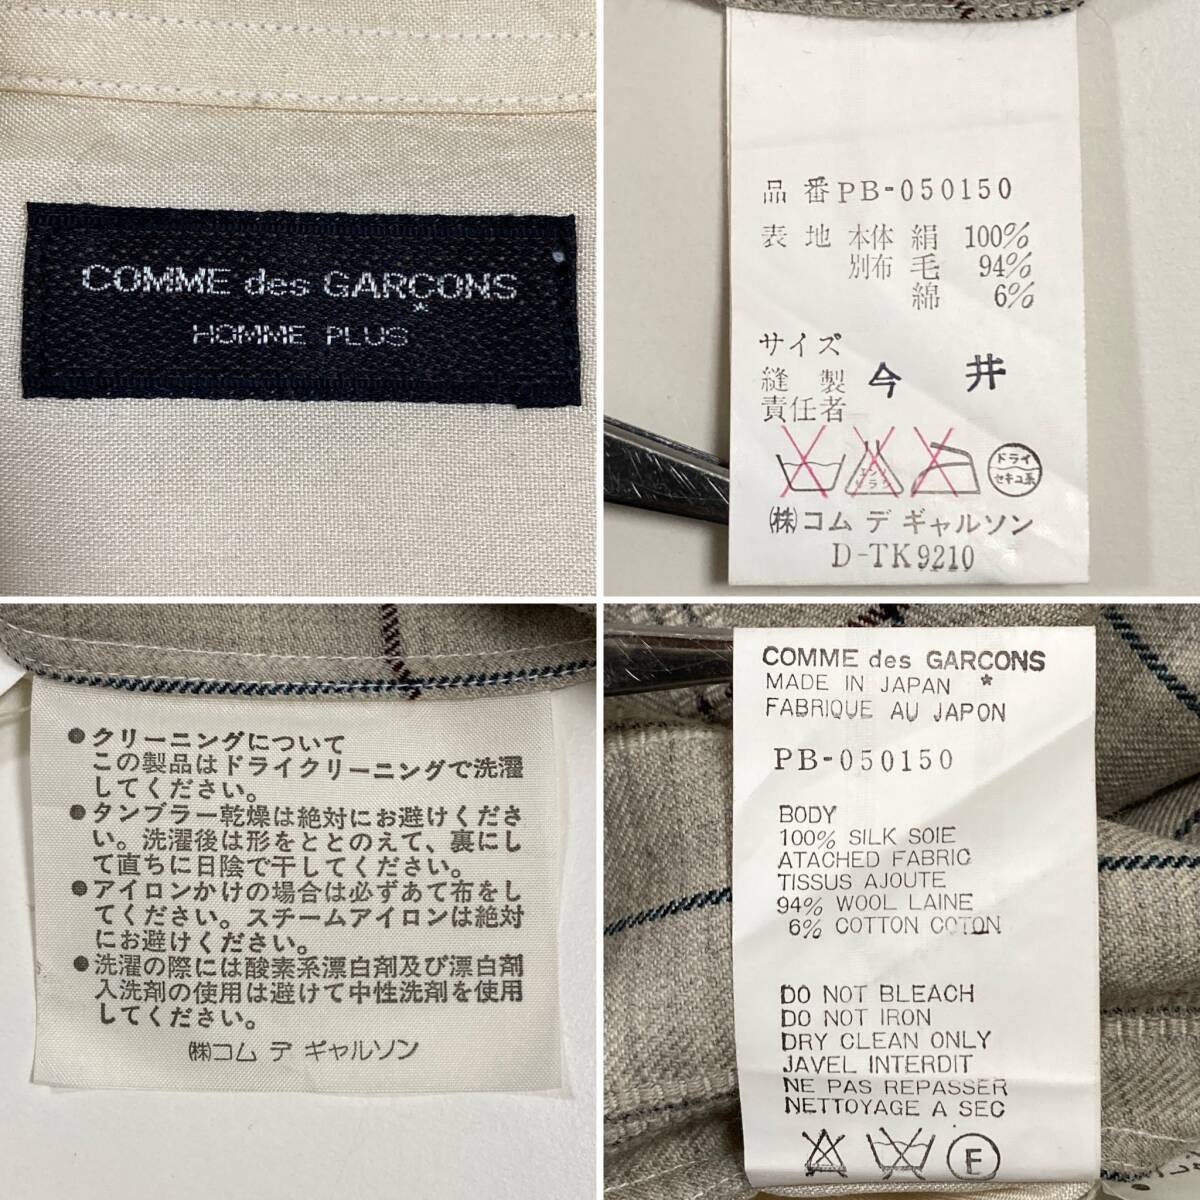 COMME des GARÇONS
*
HOMME PLUS
品番 PB-050150
表地 本体 絹 100%
別布 毛 94%
綿 6%
サイズ
縫製 今井
責任者
エンソ
サラシ
ドライ
セキユ系
(株)コム デ ギャルソン
D-TK9210
●クリーニングについて
この製品はドライクリーニングで洗濯
してください。
●タンブラー乾燥は絶対にお避けくださ
い。洗濯後は形をととのえて、裏にし
て直ちに日陰で干してください。
●アイロンかけの場合は必ずあて布をし
てください。スチームアイロンは絶対
にお避けください。
●洗濯の際には酸素系漂白剤及び漂白剤
入洗剤の使用は避けて中性洗剤を使用
してください。
(株)コム デ ギャルソン
COMME des GARCONS
MADE IN JAPAN *
FABRIQUE AU JAPON
PB-050150
BODY
100% SILK SOIE
ATACHED FABRIC
TISSUS AJOUTE
94% WOOL LAINE
6% COTTON COTON
DO NOT BLEACH
DO NOT IRON
DRY CLEAN ONLY
JAVEL INTERDIT
NE PAS REPASSER
NETTOYAGE A SEC
F